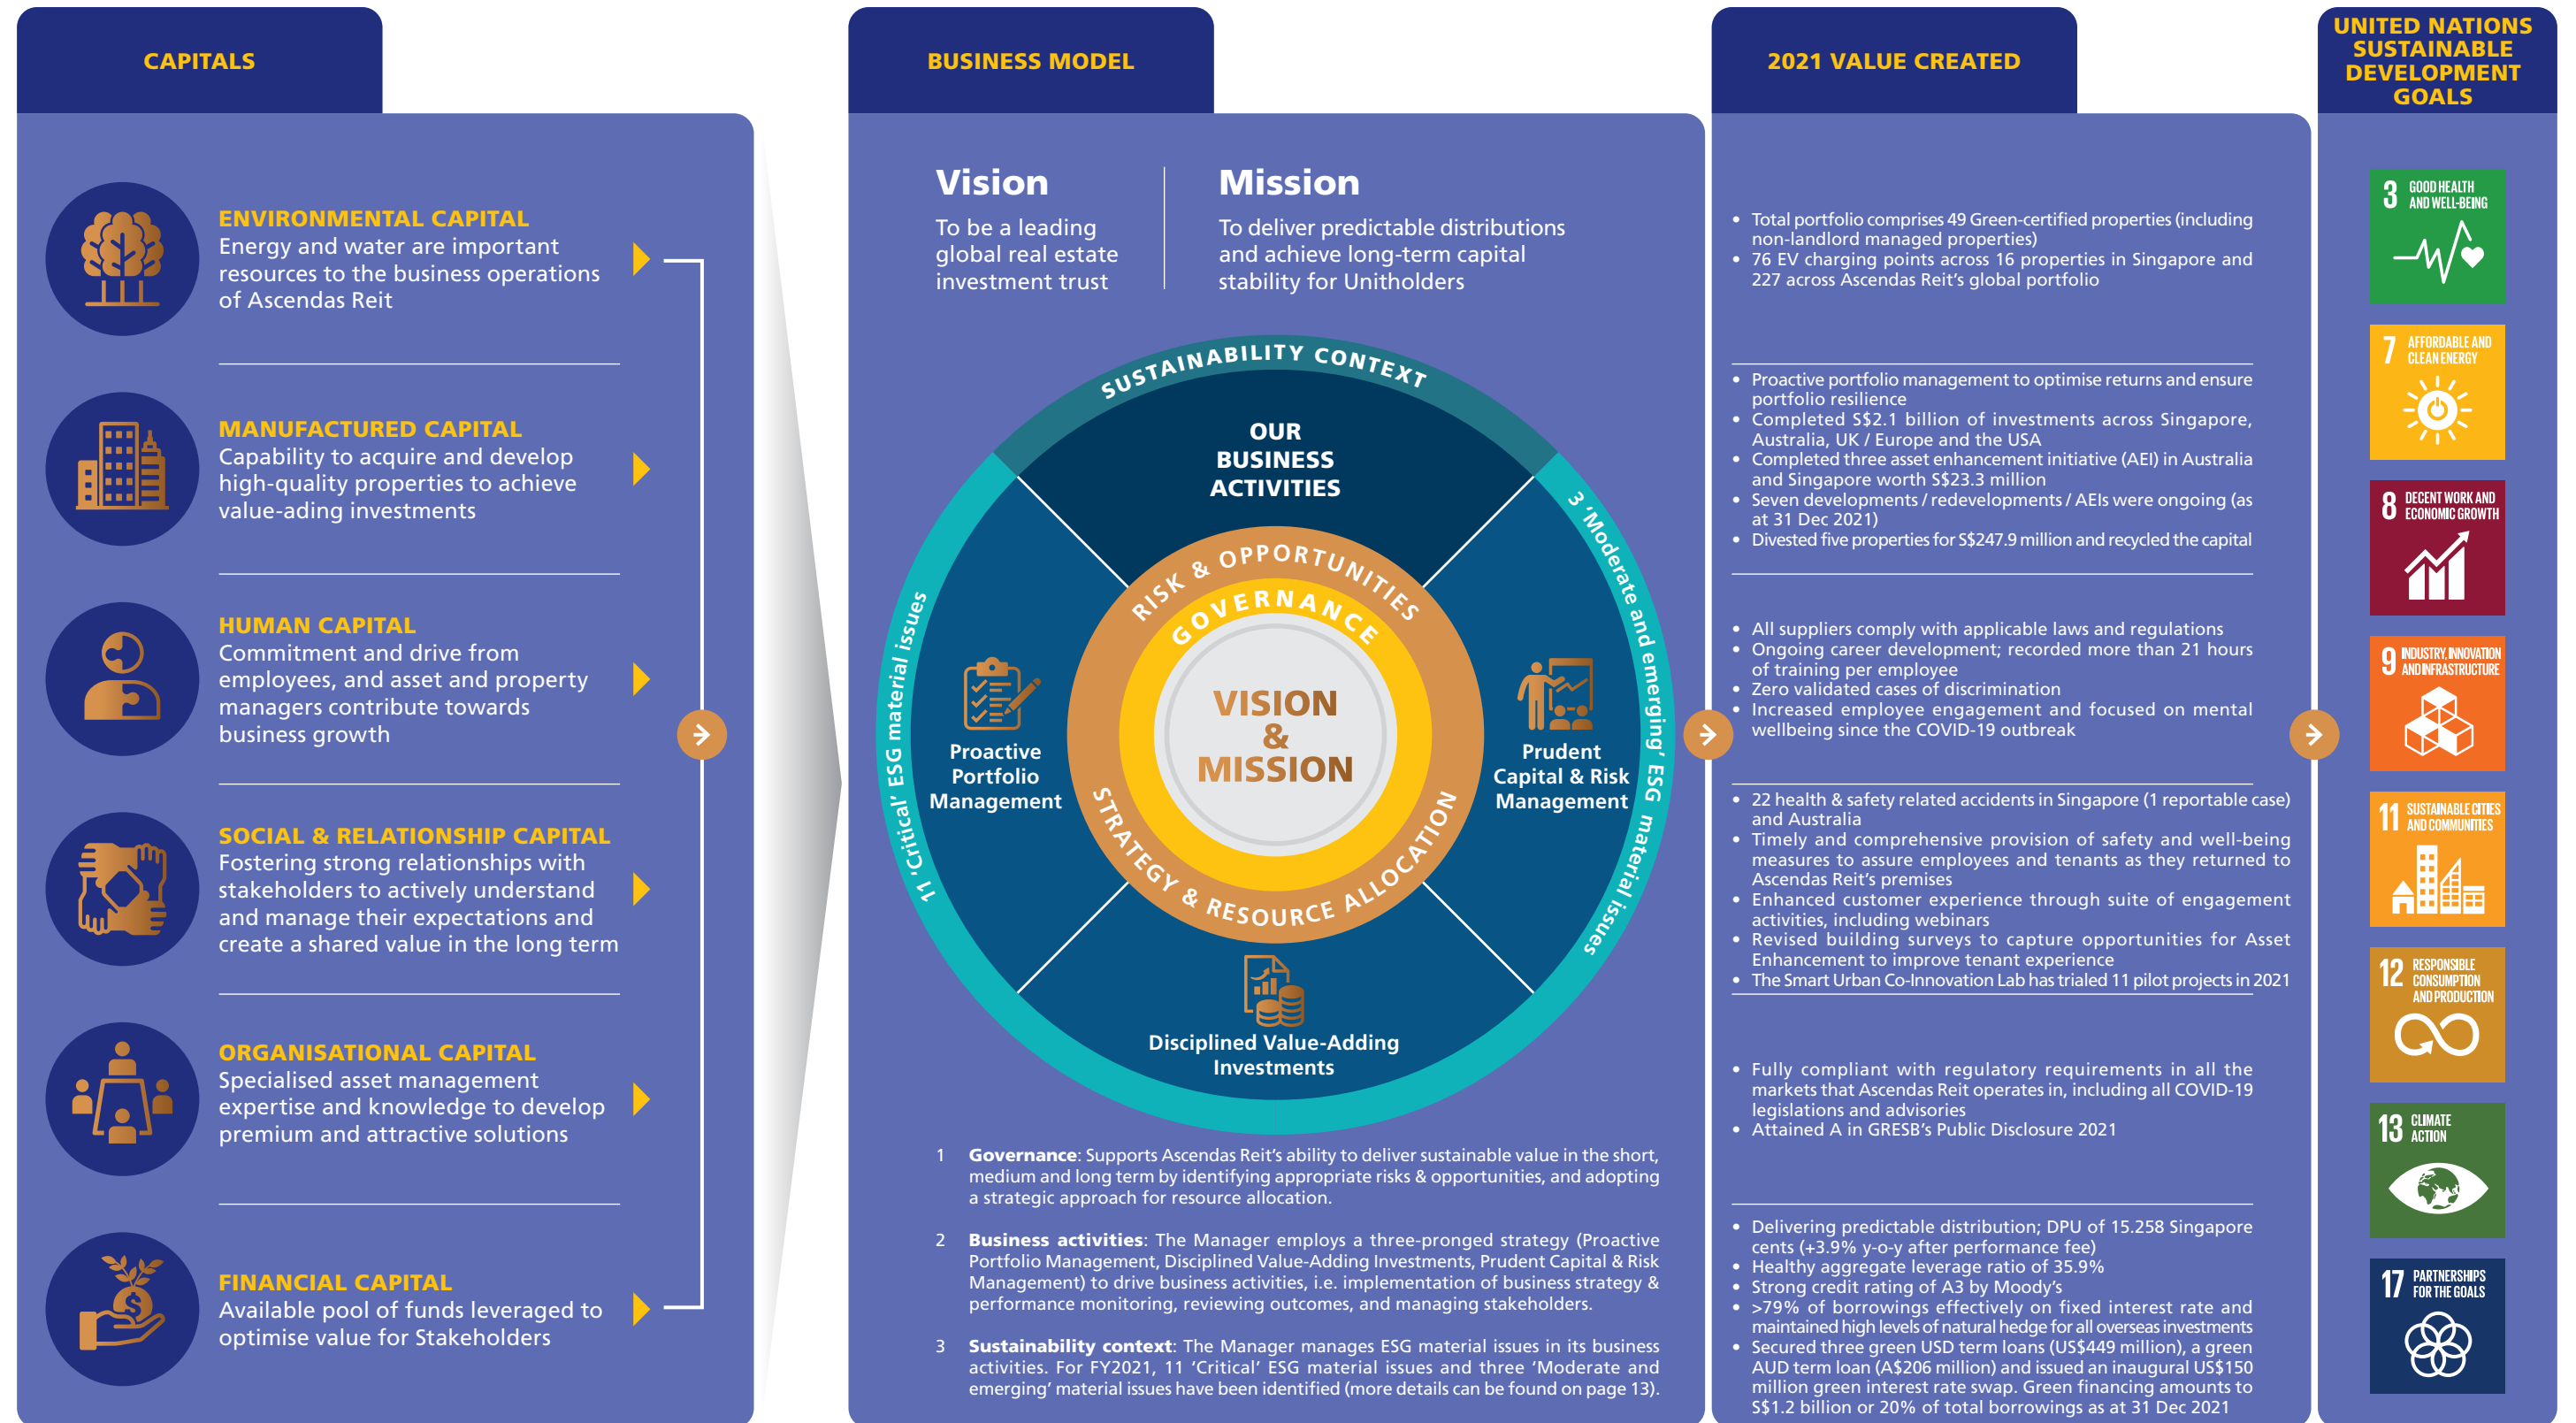 CAPITALS
ENVIRONMENTAL CAPITAL
Energy and water are important
resources to the business operations
of Ascendas Reit
MANUFACTURED CAPITAL
Capability to acquire and develop
high-quality properties to achieve
value-ading investments
HUMAN CAPITAL
Commitment and drive from
employees, and asset and property
managers contribute towards
business growth
SOCIAL & RELATIONSHIP CAPITAL
Fostering strong relationships with
stakeholders to actively understand
and manage their expectations and
create a shared value in the long term
ORGANISATIONAL CAPITAL
Specialised asset management
expertise and knowledge to develop
premium and attractive solutions
FINANCIAL CAPITAL
Available pool of funds leveraged to
optimise value for Stakeholders
BUSINESS MODEL
Vision
To be a leading
global real estate
investment trust
Mission
To deliver predictable distributions
and achieve long-term capital
stability for Unitholders
SUSTAINABILITY CONTEXT
OUR
BUSINESS
ACTIVITIES
11 'Critical' ESG material issues
3 'Moderate and emerging' ESG material issues
RISK & OPPORTUNITIES
GOVERNANCE
VISION
&
MISSION
STRATEGY & RESOURCE ALLOCATION
Proactive
Portfolio
Management
Prudent
Capital & Risk
Management
Disciplined Value-Adding
Investments
1 Governance: Supports Ascendas Reit's ability to deliver sustainable value in the short,
medium and long term by identifying appropriate risks & opportunities, and adopting
a strategic approach for resource allocation.
2 Business activities: The Manager employs a three-pronged strategy (Proactive
Portfolio Management, Disciplined Value-Adding Investments, Prudent Capital & Risk
Management) to drive business activities, i.e. implementation of business strategy &
performance monitoring, reviewing outcomes, and managing stakeholders.
3 Sustainability context: The Manager manages ESG material issues in its business
activities. For FY2021, 11 'Critical' ESG material issues and three 'Moderate and
emerging' material issues have been identified (more details can be found on page 13).
2021 VALUE CREATED
• Total portfolio comprises 49 Green-certified properties (including
non-landlord managed properties)
• 76 EV charging points across 16 properties in Singapore and
227 across Ascendas Reit's global portfolio
• Proactive portfolio management to optimise returns and ensure
portfolio resilience
• Completed S$2.1 billion of investments across Singapore,
Australia, UK / Europe and the USA
• Completed three asset enhancement initiative (AEI) in Australia
and Singapore worth S$23.3 million
• Seven developments / redevelopments / AEIs were ongoing (as
at 31 Dec 2021)
• Divested five properties for S$247.9 million and recycled the capital
• All suppliers comply with applicable laws and regulations
• Ongoing career development; recorded more than 21 hours
of training per employee
• Zero validated cases of discrimination
• Increased employee engagement and focused on mental
wellbeing since the COVID-19 outbreak
• 22 health & safety related accidents in Singapore (1 reportable case)
and Australia
• Timely and comprehensive provision of safety and well-being
measures to assure employees and tenants as they returned to
Ascendas Reit's premises
• Enhanced customer experience through suite of engagement
activities, including webinars
• Revised building surveys to capture opportunities for Asset
Enhancement to improve tenant experience
• The Smart Urban Co-Innovation Lab has trialed 11 pilot projects in 2021
• Fully compliant with regulatory requirements in all the
markets that Ascendas Reit operates in, including all COVID-19
legislations and advisories
• Attained A in GRESB's Public Disclosure 2021
• Delivering predictable distribution; DPU of 15.258 Singapore
cents (+3.9% y-o-y after performance fee)
• Healthy aggregate leverage ratio of 35.9%
• Strong credit rating of A3 by Moody's
• >79% of borrowings effectively on fixed interest rate and
maintained high levels of natural hedge for all overseas investments
• Secured three green USD term loans (US$449 million), a green
AUD term loan (A$206 million) and issued an inaugural US$150
million green interest rate swap. Green financing amounts to
S$1.2 billion or 20% of total borrowings as at 31 Dec 2021
UNITED NATIONS
SUSTAINABLE
DEVELOPMENT
GOALS
3 GOOD HEALTH
AND WELL-BEING
7 AFFORDABLE AND
CLEAN ENERGY
8 DECENT WORK AND
ECONOMIC GROWTH
9 INDUSTRY, INNOVATION
AND INFRASTRUCTURE
11 SUSTAINABLE CITIES
AND COMMUNITIES
12 RESPONSIBLE
CONSUMPTION
AND PRODUCTION
13 CLIMATE
ACTION
17 PARTNERSHIPS
FOR THE GOALS